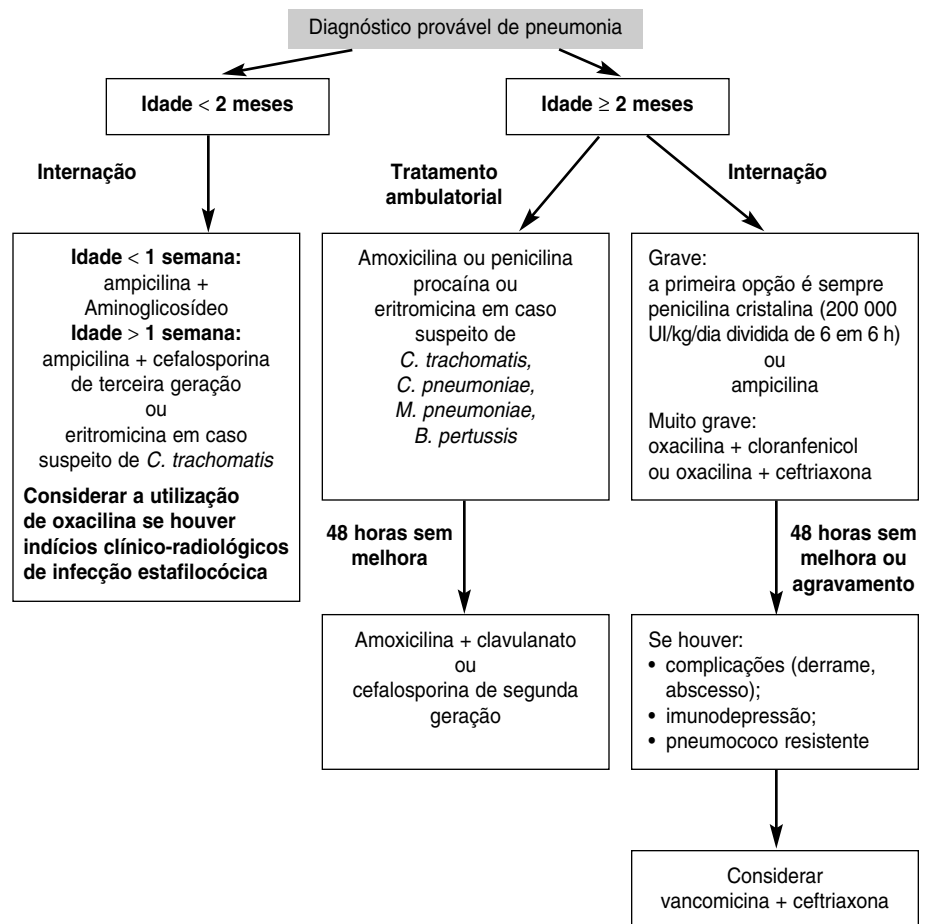 Diagnóstico provável de pneumonia
Idade < 2 meses
Idade ≥ 2 meses
Internação
Tratamento
ambulatorial
Internação
Idade < 1 semana:
ampicilina +
Aminoglicosídeo
Idade > 1 semana:
ampicilina + cefalosporina
de terceira geração
ou
eritromicina em caso
suspeito de C. trachomatis
Considerar a utilização
de oxacilina se houver
indícios clínico-radiológicos
de infecção estafilocócica
Amoxicilina ou penicilina
procaína ou
eritromicina em caso
suspeito de
C. trachomatis,
C. pneumoniae,
M. pneumoniae,
B. pertussis
Grave:
a primeira opção é sempre
penicilina cristalina (200 000
UI/kg/dia dividida de 6 em 6 h)
ou
ampicilina
Muito grave:
oxacilina + cloranfenicol
ou oxacilina + ceftriaxona
48 horas sem
melhora
48 horas sem
melhora ou
agravamento
Amoxicilina + clavulanato
ou
cefalosporina de segunda
geração
Se houver:
• complicações (derrame,
abscesso);
• imunodepressão;
• pneumococo resistente
Considerar
vancomicina + ceftriaxona